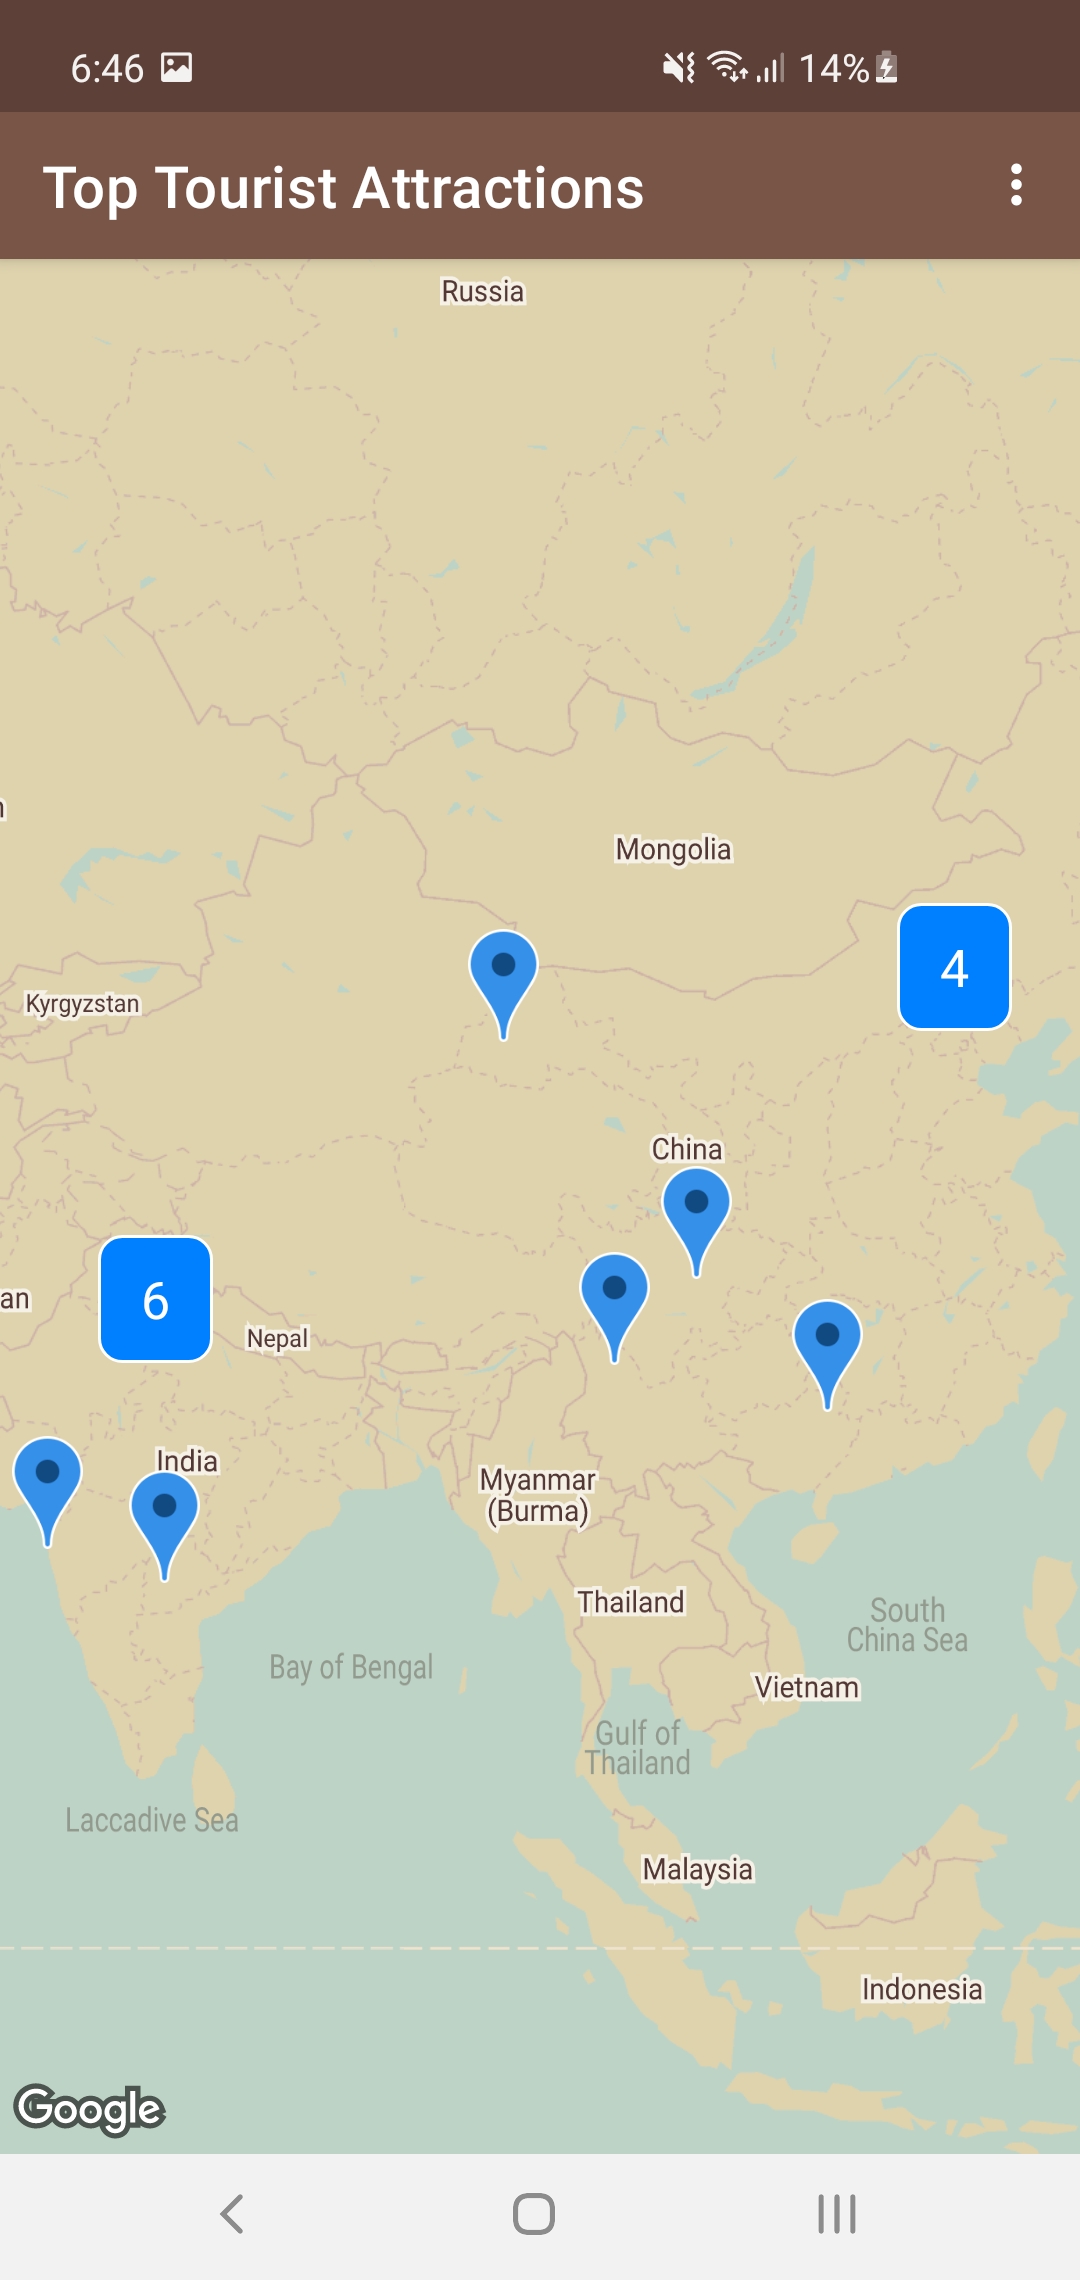 6:46
14%
Top Tourist Attractions
Russia
Mongolia
4
Kyrgyzstan
China
6
an
Nepal
India
Myanmar
(Burma)
Thailand
South
China Sea
Bay of Bengal
Vietnam
Gulf of
Thailand
Laccadive Sea
Malaysia
Indonesia
Google